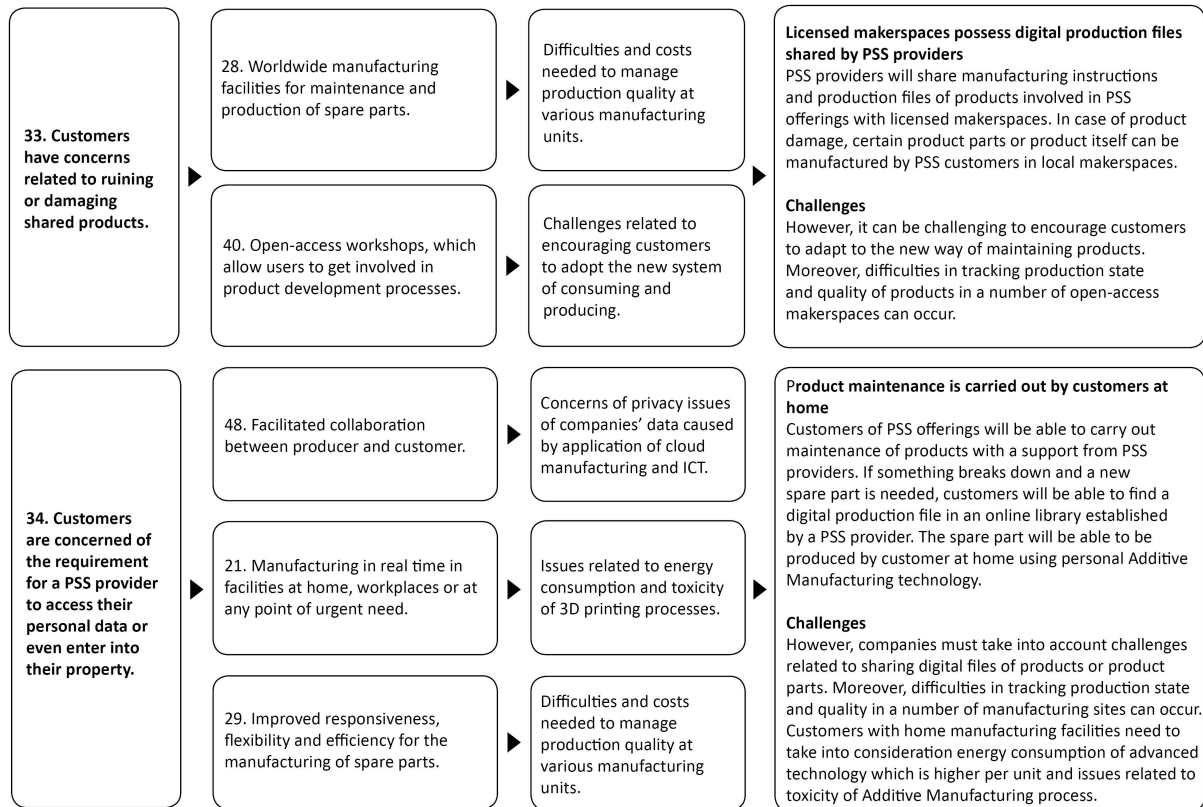 33. Customers
have concerns
related to ruining
or damaging
shared products.
28. Worldwide manufacturing
facilities for maintenance and
production of spare parts.
Difficulties and costs
needed to manage
production quality at
various manufacturing
units.
40. Open-access workshops, which
allow users to get involved in
product development processes.
Challenges related to
encouraging customers
to adopt the new system
of consuming and
producing.
Licensed makerspaces possess digital production files
shared by PSS providers
PSS providers will share manufacturing instructions
and production files of products involved in PSS
offerings with licensed makerspaces. In case of product
damage, certain product parts or product itself can be
manufactured by PSS customers in local makerspaces.
Challenges
However, it can be challenging to encourage customers
to adapt to the new way of maintaining products.
Moreover, difficulties in tracking production state
and quality of products in a number of open-access
makerspaces can occur.
34. Customers
are concerned of
the requirement
for a PSS provider
to access their
personal data or
even enter into
their property.
48. Facilitated collaboration
between producer and customer.
Concerns of privacy issues
of companies’ data caused
by application of cloud
manufacturing and ICT.
21. Manufacturing in real time in
facilities at home, workplaces or at
any point of urgent need.
Issues related to energy
consumption and toxicity
of 3D printing processes.
29. Improved responsiveness,
flexibility and efficiency for the
manufacturing of spare parts.
Difficulties and costs
needed to manage
production quality at
various manufacturing
units.
Product maintenance is carried out by customers at
home
Customers of PSS offerings will be able to carry out
maintenance of products with a support from PSS
providers. If something breaks down and a new
spare part is needed, customers will be able to find a
digital production file in an online library established
by a PSS provider. The spare part will be able to be
produced by customer at home using personal Additive
Manufacturing technology.
Challenges
However, companies must take into account challenges
related to sharing digital files of products or product
parts. Moreover, difficulties in tracking production state
and quality in a number of manufacturing sites can occur.
Customers with home manufacturing facilities need to
take into consideration energy consumption of advanced
technology which is higher per unit and issues related to
toxicity of Additive Manufacturing process.